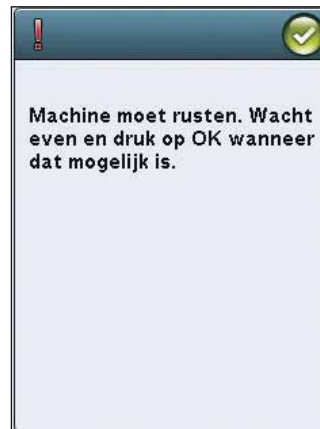 Machine moet rusten. Wacht
even en druk op OK wanneer
dat mogelijk is.